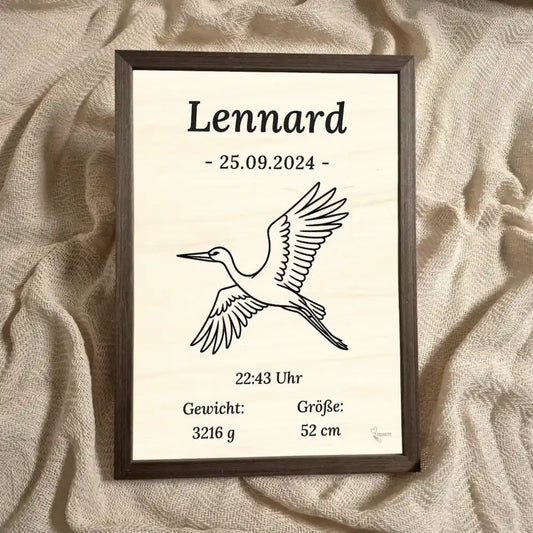 Lennard
- 25.09.2024 -
22:43 Uhr
Gewicht:
3216 g
Größe:
52 cm